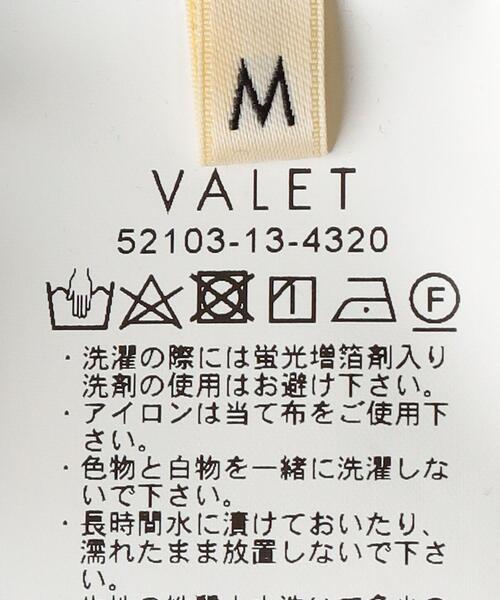 M
VALET
52103-13-4320
F
・洗濯の際には蛍光増箔剤入り
洗剤の使用はお避け下さい。
・アイロンは当て布をご使用下
さい。
・色物と白物を一緒に洗濯しな
いで下さい。
・長時間水に漬けておいたり、
濡れたまま放置しないで下さ
い。